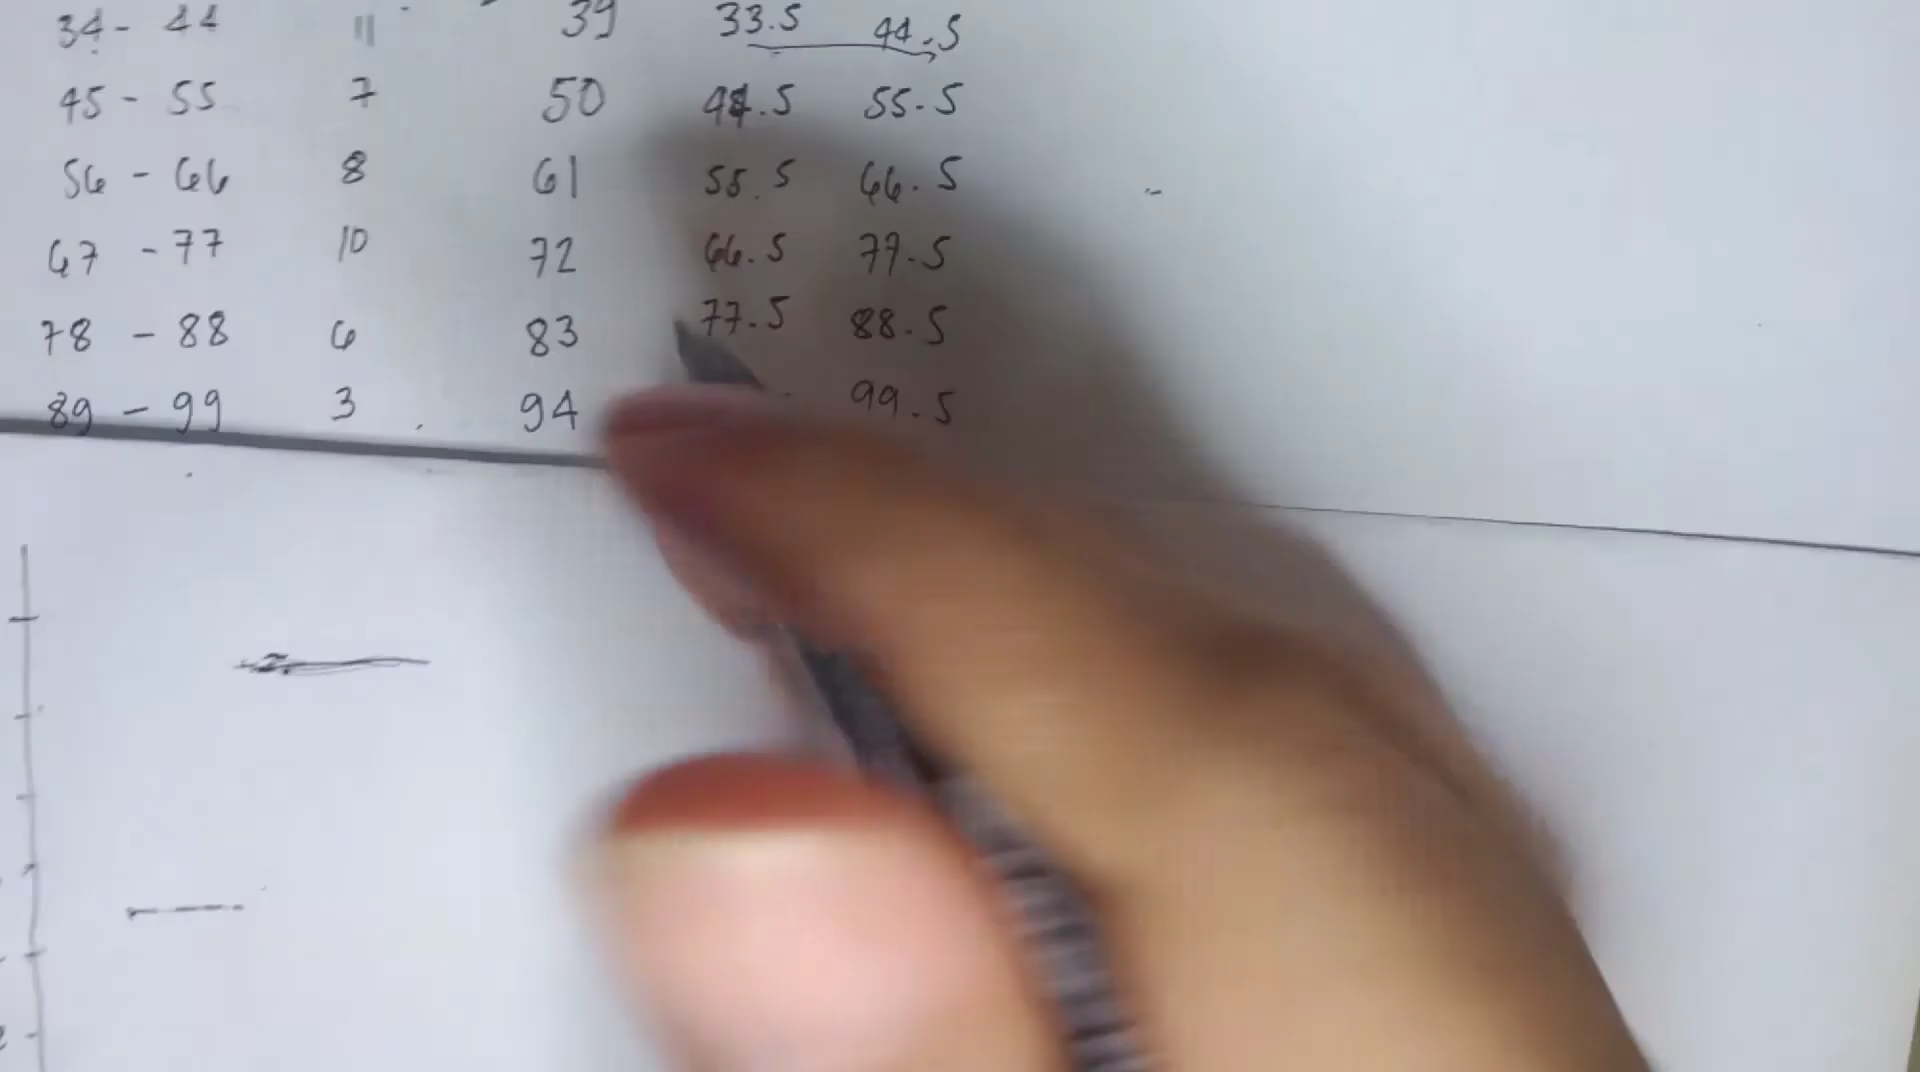 34 - 44 11 39 33.5 44.5
45 - 55 7 50 44.5 55.5
56 - 66 8 61 55.5 66.5
67 - 77 10 72 66.5 77.5
78 - 88 6 83 77.5 88.5
89 - 99 3 94 99.5